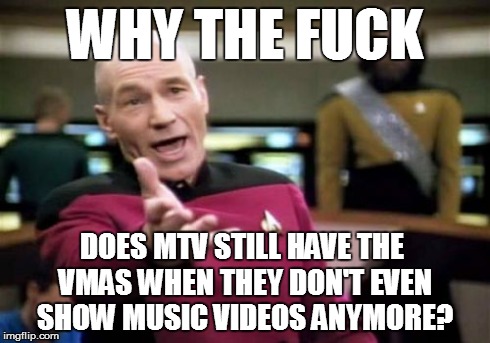 WHY THE FUCK
DOES MTV STILL HAVE THE
VMAS WHEN THEY DON'T EVEN
SHOW MUSIC VIDEOS ANYMORE?
imgflip.com